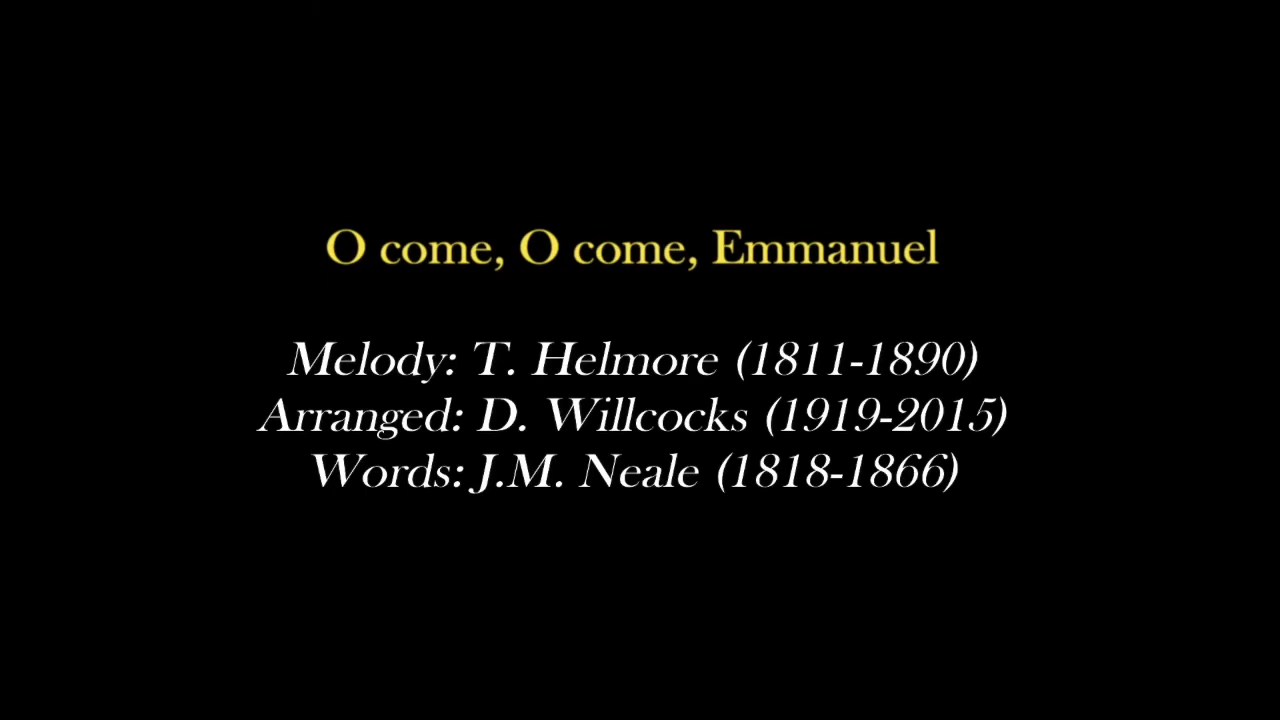 O come, O come, Emmanuel
Melody: T. Helmore (1811-1890)
Arranged: D. Willcocks (1919-2015)
Words: J.M. Neale (1818-1866)